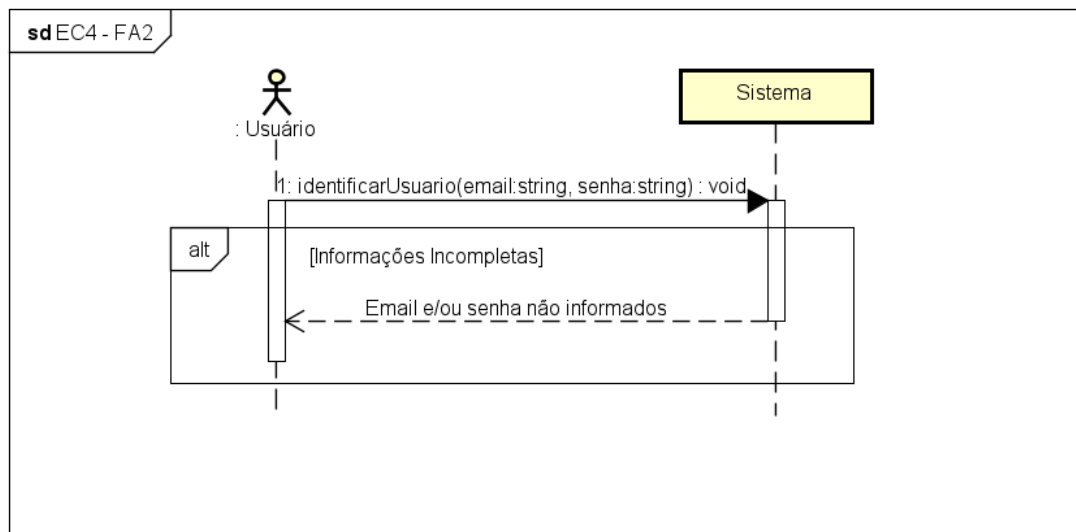 sd EC4 - FA2
: Usuário
Sistema
1: identificarUsuario(email:string, senha:string) : void
alt
[Informações Incompletas]
Email e/ou senha não informados